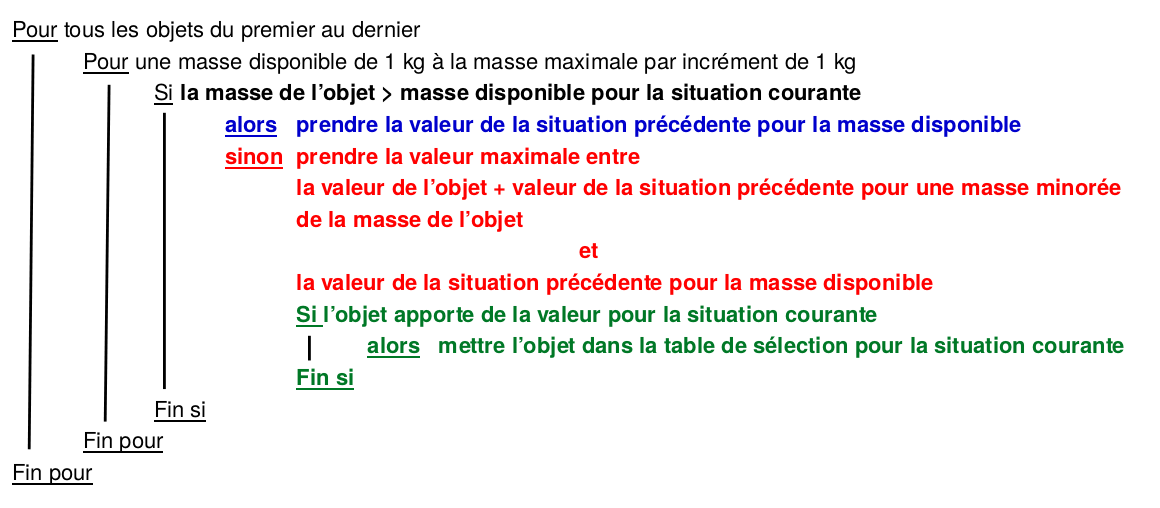 Pour tous les objets du premier au dernier
Pour une masse disponible de 1 kg à la masse maximale par incrément de 1 kg
Si la masse de l’objet > masse disponible pour la situation courante
alors prendre la valeur de la situation précédente pour la masse disponible
sinon prendre la valeur maximale entre
la valeur de l’objet + valeur de la situation précédente pour une masse minorée
de la masse de l’objet
et
la valeur de la situation précédente pour la masse disponible
Si l’objet apporte de la valeur pour la situation courante
alors mettre l’objet dans la table de sélection pour la situation courante
Fin si
Fin si
Fin pour
Fin pour